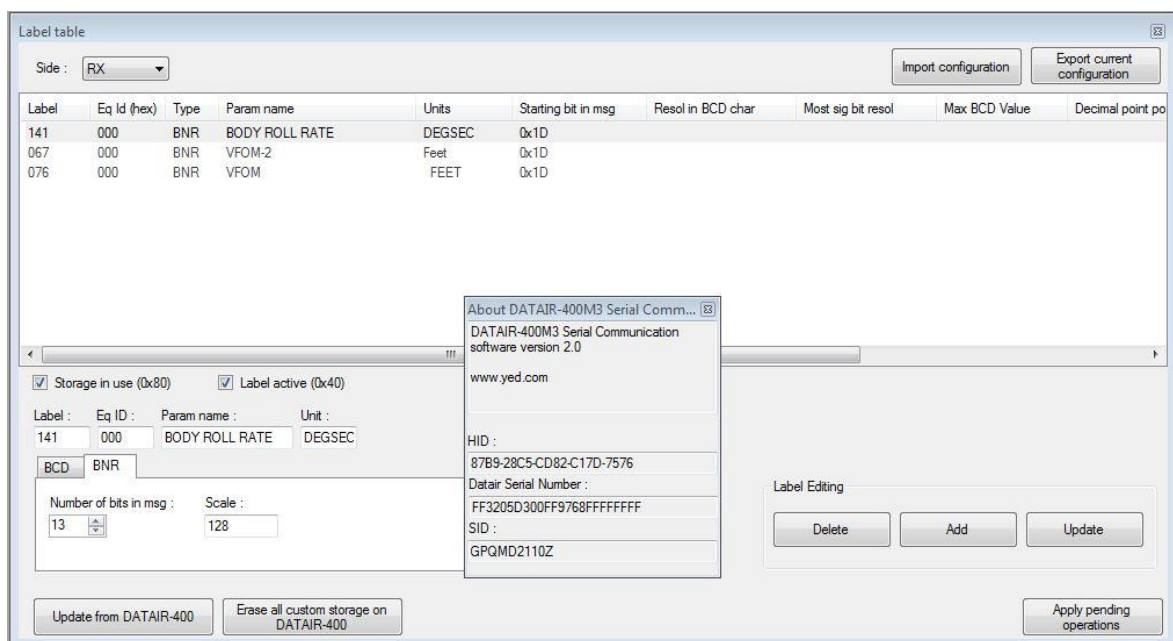 Label table
Side : RX
Import configuration
Export current configuration
Label Eq Id (hex) Type Param name Units Starting bit in msg Resol in BCD char Most sig bit resol Max BCD Value Decimal point po
141 000 BNR BODY ROLL RATE DEGSEC 0x1D
067 000 BNR VFOM-2 Feet 0x1D
076 000 BNR VFOM FEET 0x1D
About DATAIR-400M3 Serial Comm...
DATAIR-400M3 Serial Communication
software version 2.0
www.yed.com
HID :
87B9-28C5-CD82-C17D-7576
Datair Serial Number :
FF3205D300FF9768FFFFFFFF
SID :
GPQMD2110Z
Storage in use (0x80) Label active (0x40)
Label : Eq ID : Param name : Unit :
141 000 BODY ROLL RATE DEGSEC
BCD BNR
Number of bits in msg : Scale :
13 128
Label Editing
Delete Add Update
Update from DATAIR-400
Erase all custom storage on
DATAIR-400
Apply pending
operations